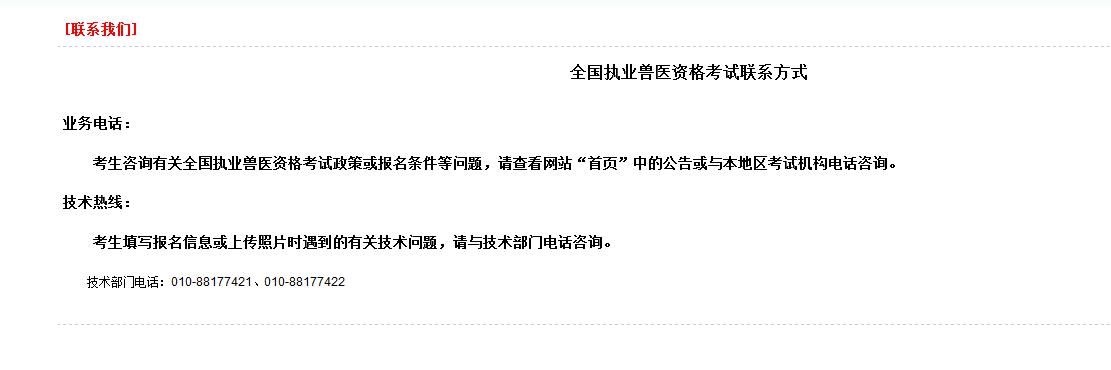 [联系我们]
全国执业兽医资格考试联系方式
业务电话：
考生咨询有关全国执业兽医资格考试政策或报名条件等问题，请查看网站“首页”中的公告或与本地区考试机构电话咨询。
技术热线：
考生填写报名信息或上传照片时遇到的有关技术问题，请与技术部门电话咨询。
技术部门电话：010-88177421、010-88177422